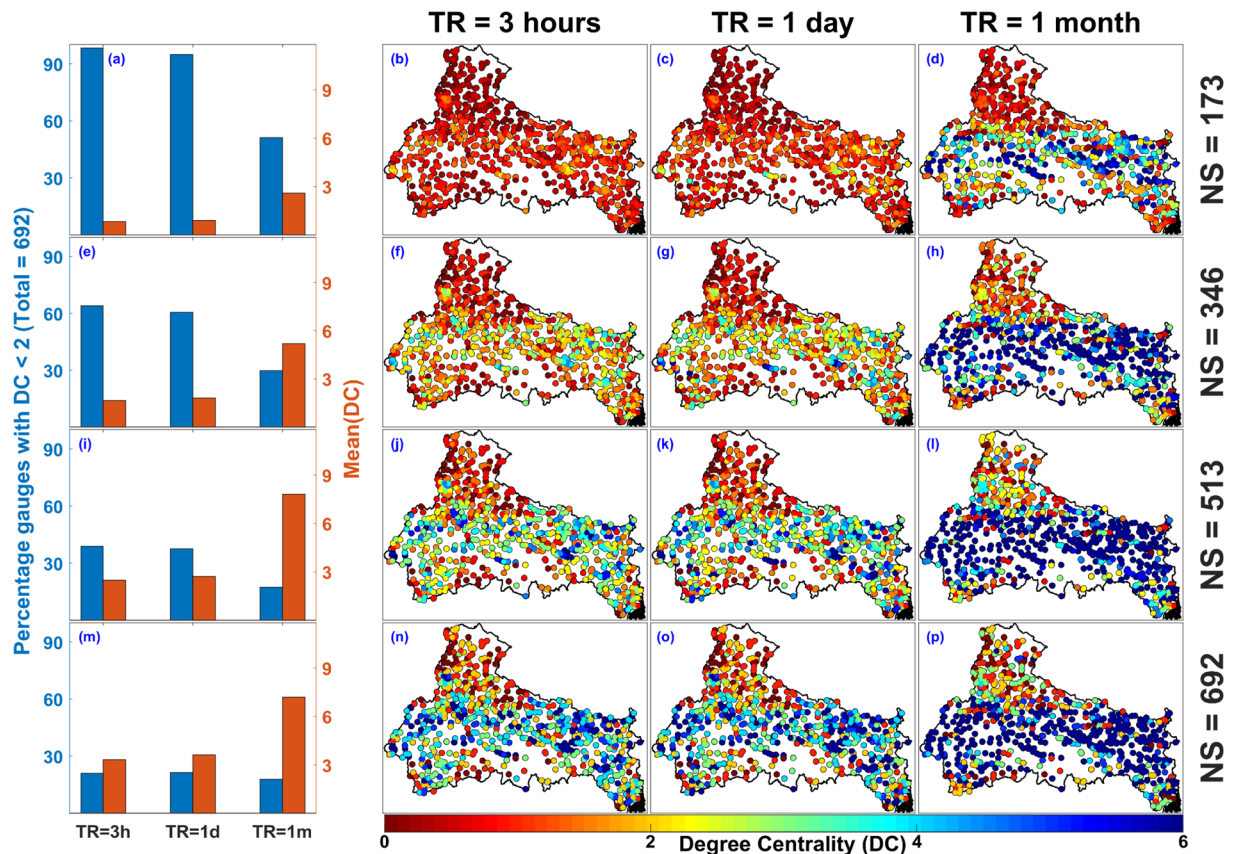 TR = 3 hours TR = 1 day TR = 1 month
Percentage gauges with DC < 2 (Total = 692)
Mean(DC)
90 (a) 9 (b) (c) (d) NS = 173
60 6
30 3
90 (e) 9 (f) (g) (h) NS = 346
60 6
30 3
90 (i) 9 (j) (k) (l) NS = 513
60 6
30 3
90 (m) 9 (n) (o) (p) NS = 692
60 6
30 3
TR=3h TR=1d TR=1m
0 2 4 6
Degree Centrality (DC)